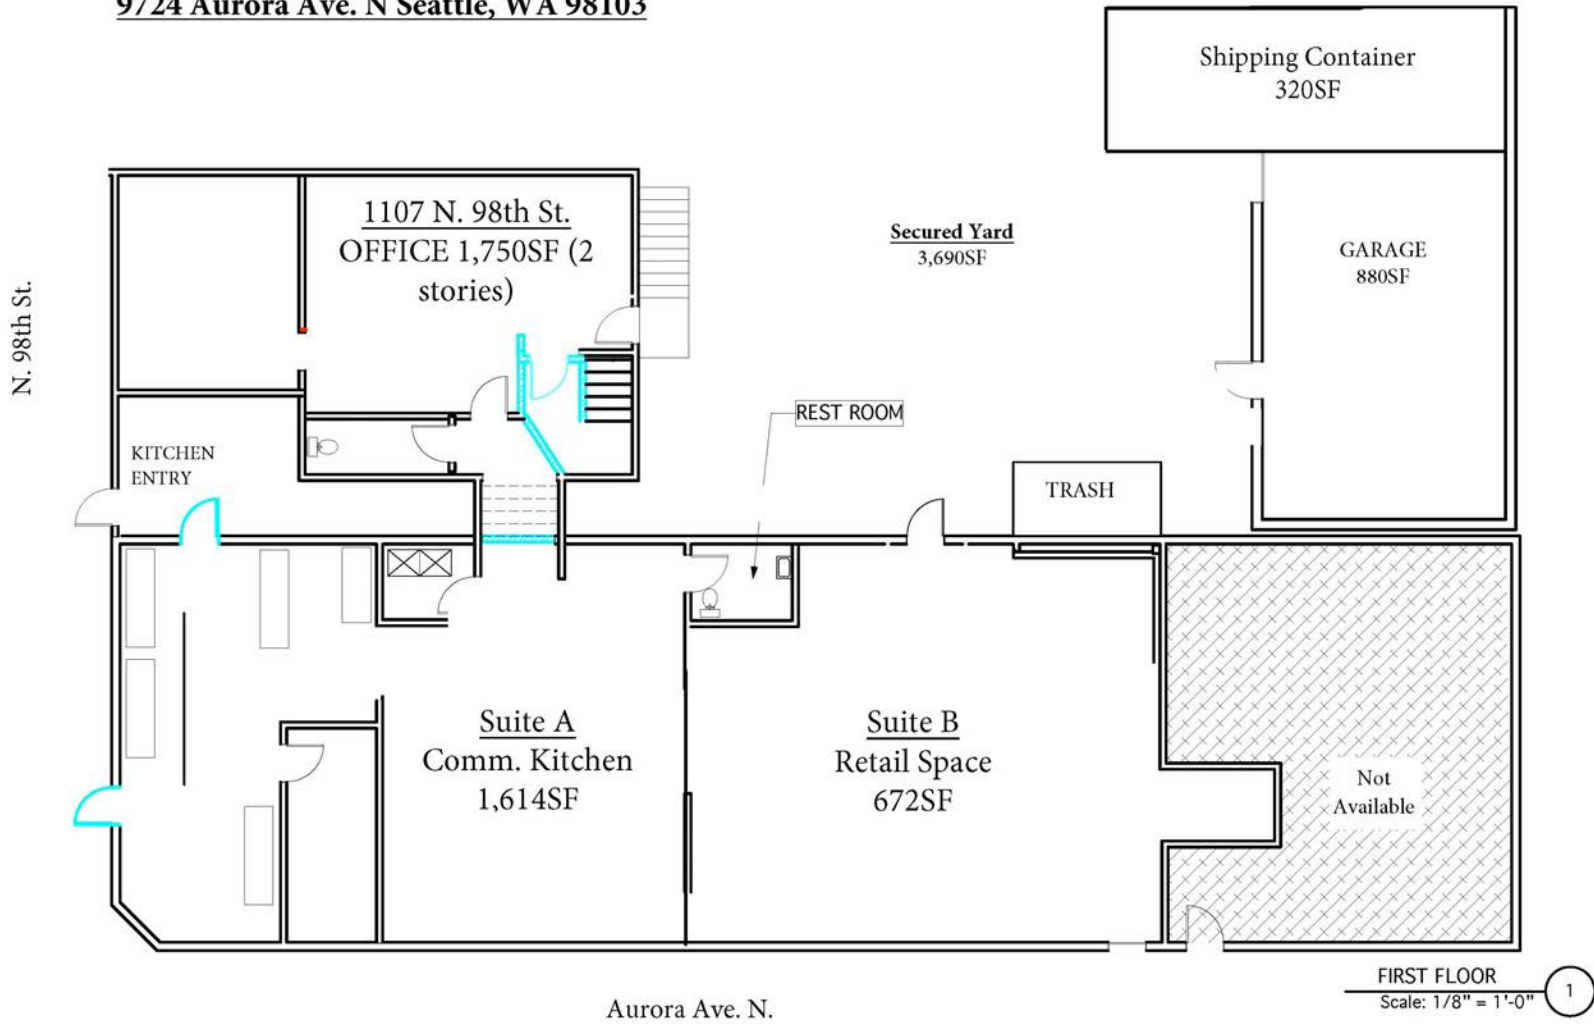 9724 Aurora Ave. N Seattle, WA 98103
Shipping Container
320SF
1107 N. 98th St.
OFFICE 1,750SF (2
stories)
Secured Yard
3,690SF
GARAGE
880SF
N. 98th St.
REST ROOM
KITCHEN
ENTRY
TRASH
Suite A
Comm. Kitchen
1,614SF
Suite B
Retail Space
672SF
Not
Available
FIRST FLOOR
Scale: 1/8" = 1'-0"
1
Aurora Ave. N.